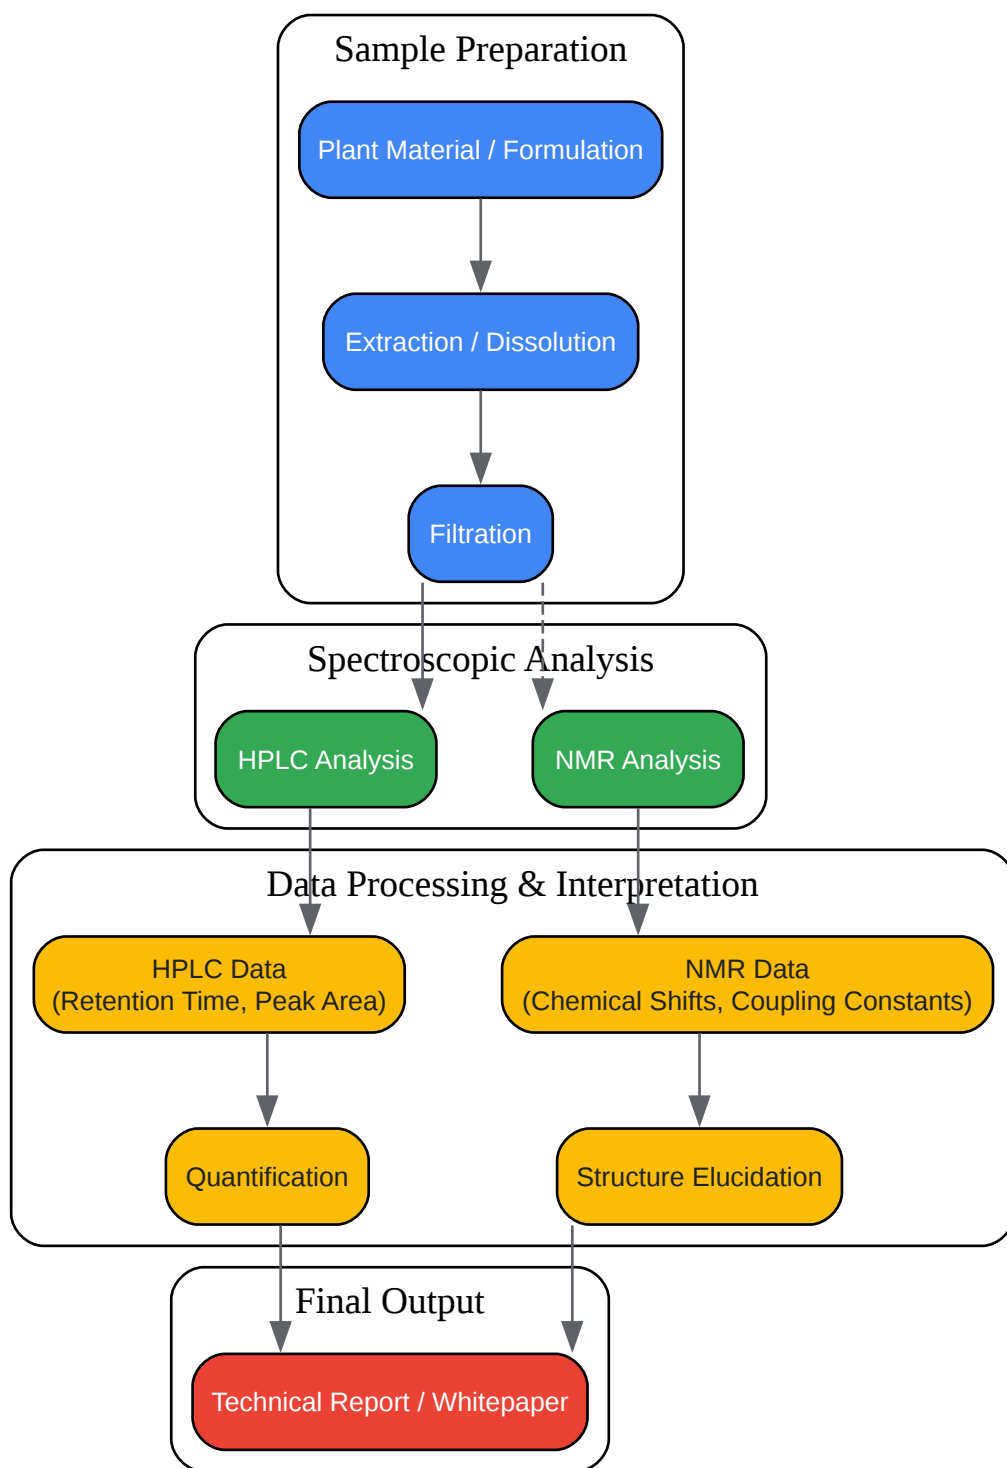 Sample Preparation
Plant Material / Formulation
Extraction / Dissolution
Filtration
Spectroscopic Analysis
HPLC Analysis
NMR Analysis
Data Processing & Interpretation
HPLC Data
(Retention Time, Peak Area)
NMR Data
(Chemical Shifts, Coupling Constants)
Quantification
Structure Elucidation
Final Output
Technical Report / Whitepaper